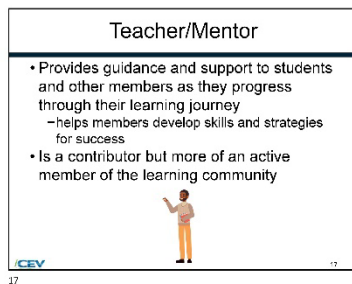 Teacher/Mentor
• Provides guidance and support to students
and other members as they progress
through their learning journey
–helps members develop skills and strategies
for success
• Is a contributor but more of an active
member of the learning community
iCEV
17
17